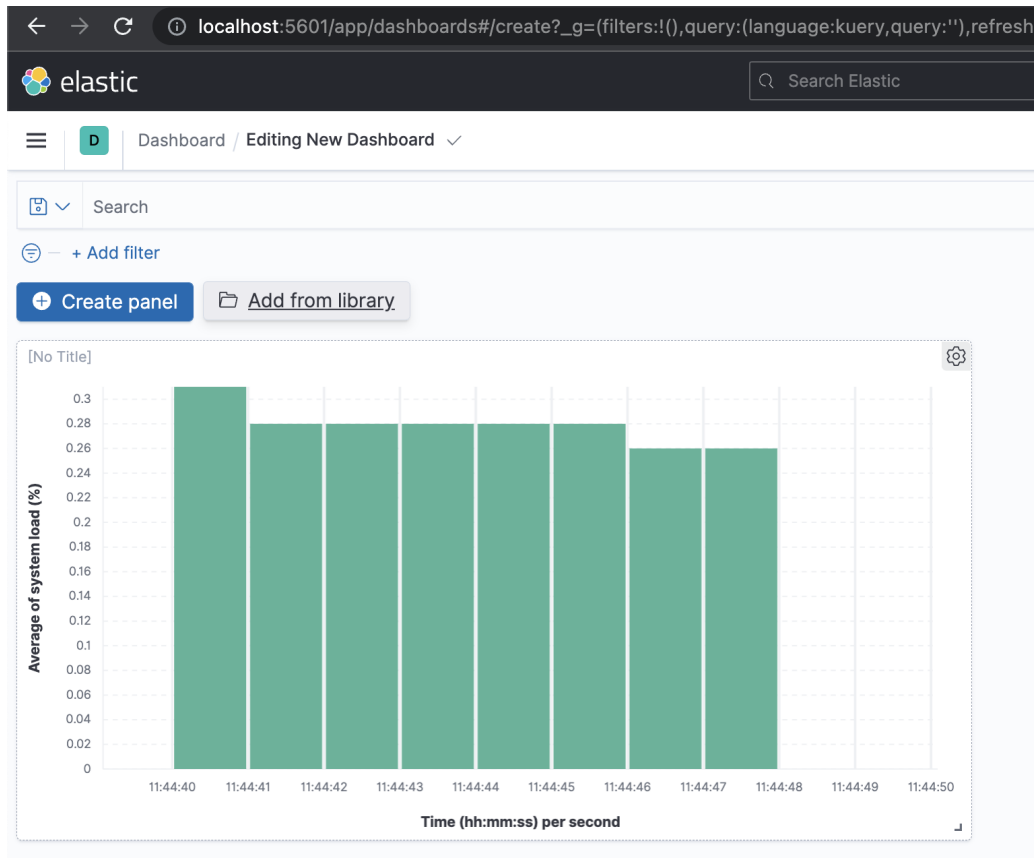 localhost:5601/app/dashboards#/create?_g=(filters:!(),query:(language:kuery,query:''),refresh
elastic
Search Elastic
D
Dashboard / Editing New Dashboard
Search
+ Add filter
Create panel
Add from library
[No Title]
Average of system load (%)
0.3
0.28
0.26
0.24
0.22
0.2
0.18
0.16
0.14
0.12
0.1
0.08
0.06
0.04
0.02
0
11:44:40 11:44:41 11:44:42 11:44:43 11:44:44 11:44:45 11:44:46 11:44:47 11:44:48 11:44:49 11:44:50
Time (hh:mm:ss) per second